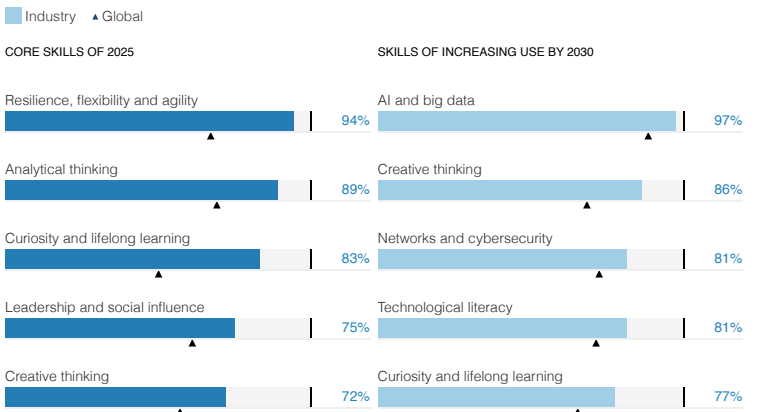 Industry Global
CORE SKILLS OF 2025
Resilience, flexibility and agility
94%
Analytical thinking
89%
Curiosity and lifelong learning
83%
Leadership and social influence
75%
Creative thinking
72%
SKILLS OF INCREASING USE BY 2030
AI and big data
97%
Creative thinking
86%
Networks and cybersecurity
81%
Technological literacy
81%
Curiosity and lifelong learning
77%